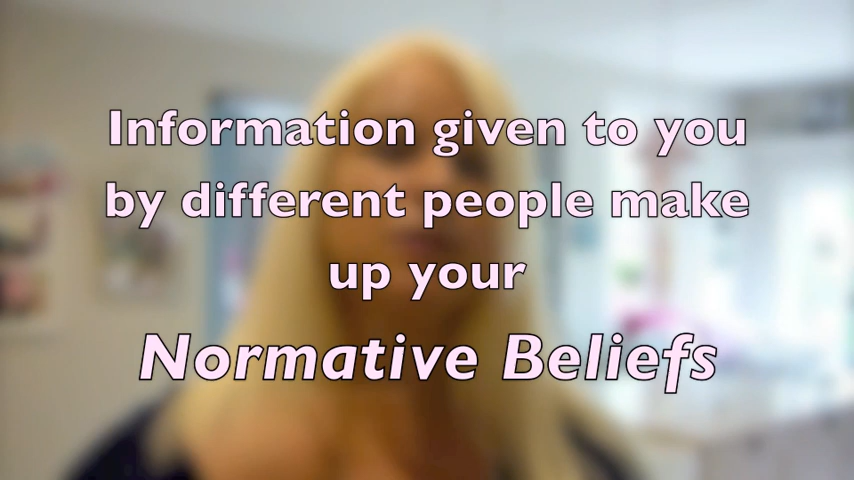 Information given to you
by different people make
up your
Normative Beliefs